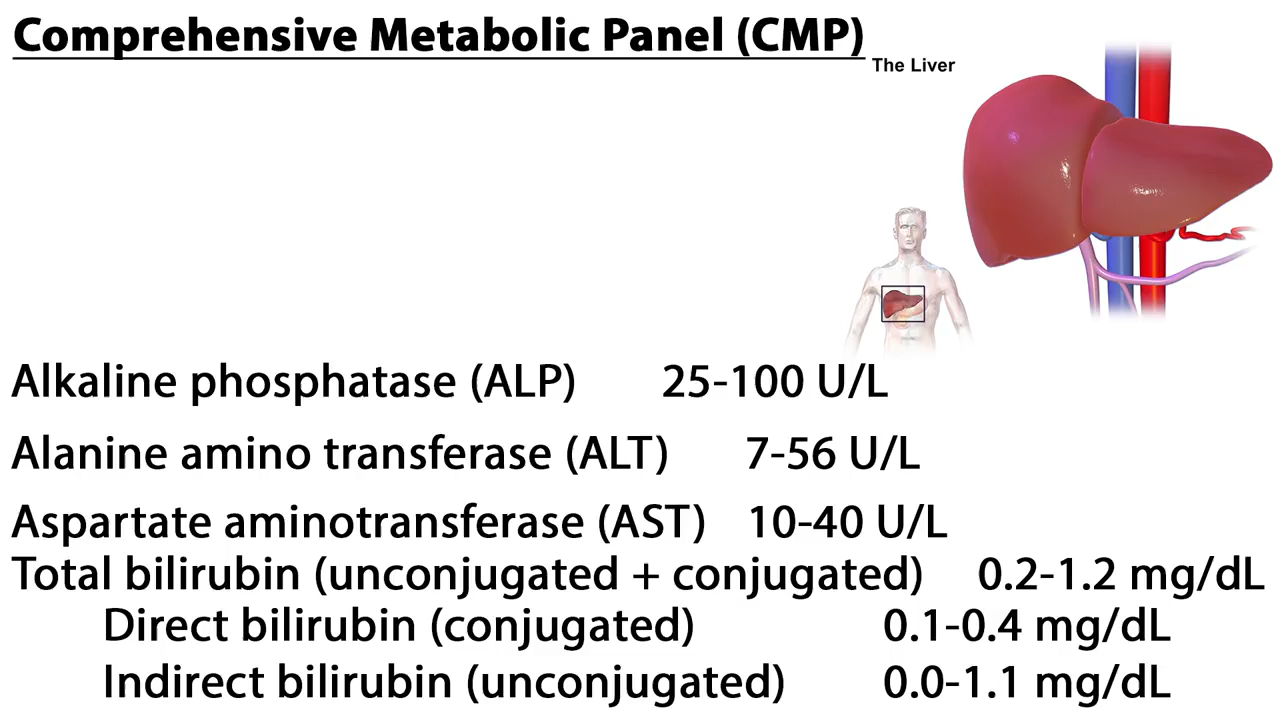 Comprehensive Metabolic Panel (CMP)
The Liver
Alkaline phosphatase (ALP) 25-100 U/L
Alanine amino transferase (ALT) 7-56 U/L
Aspartate aminotransferase (AST) 10-40 U/L
Total bilirubin (unconjugated + conjugated) 0.2-1.2 mg/dL
Direct bilirubin (conjugated) 0.1-0.4 mg/dL
Indirect bilirubin (unconjugated) 0.0-1.1 mg/dL